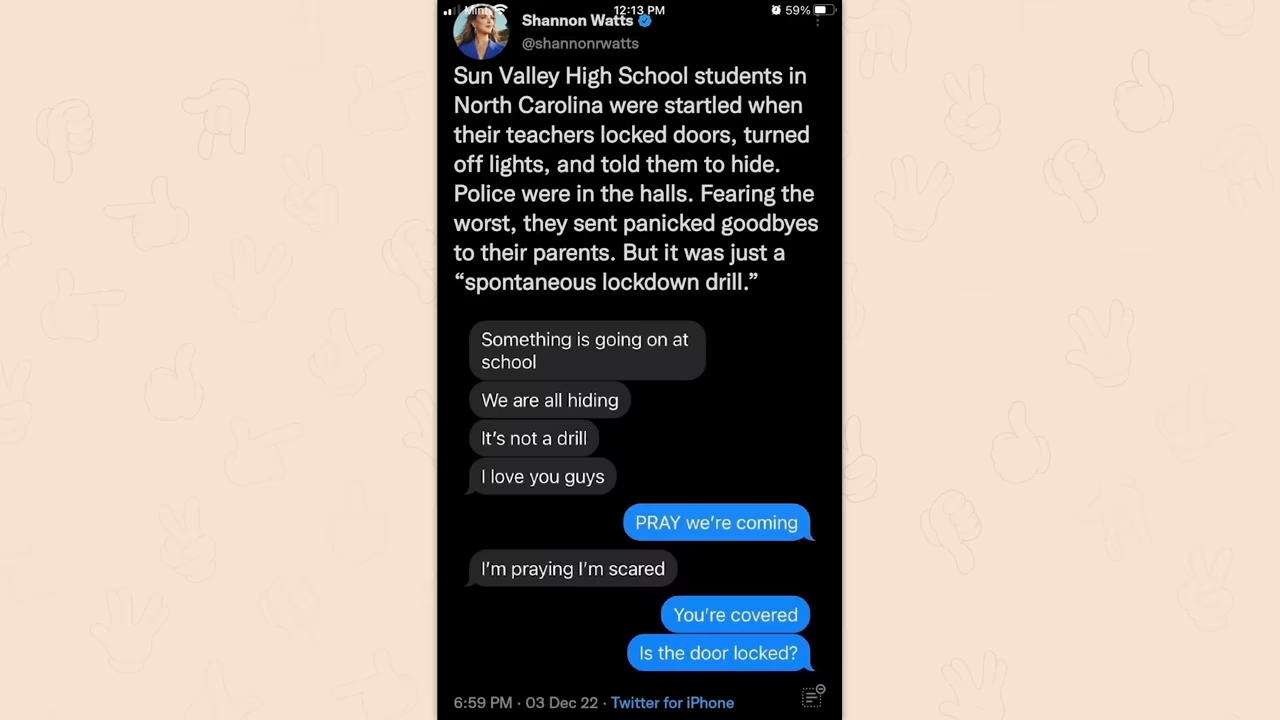 Mint 12:13 PM 59%
Shannon Watts
@shannonrwatts
Sun Valley High School students in
North Carolina were startled when
their teachers locked doors, turned
off lights, and told them to hide.
Police were in the halls. Fearing the
worst, they sent panicked goodbyes
to their parents. But it was just a
“spontaneous lockdown drill.”
Something is going on at
school
We are all hiding
It’s not a drill
I love you guys
PRAY we’re coming
I’m praying I’m scared
You’re covered
Is the door locked?
6:59 PM · 03 Dec 22 · Twitter for iPhone